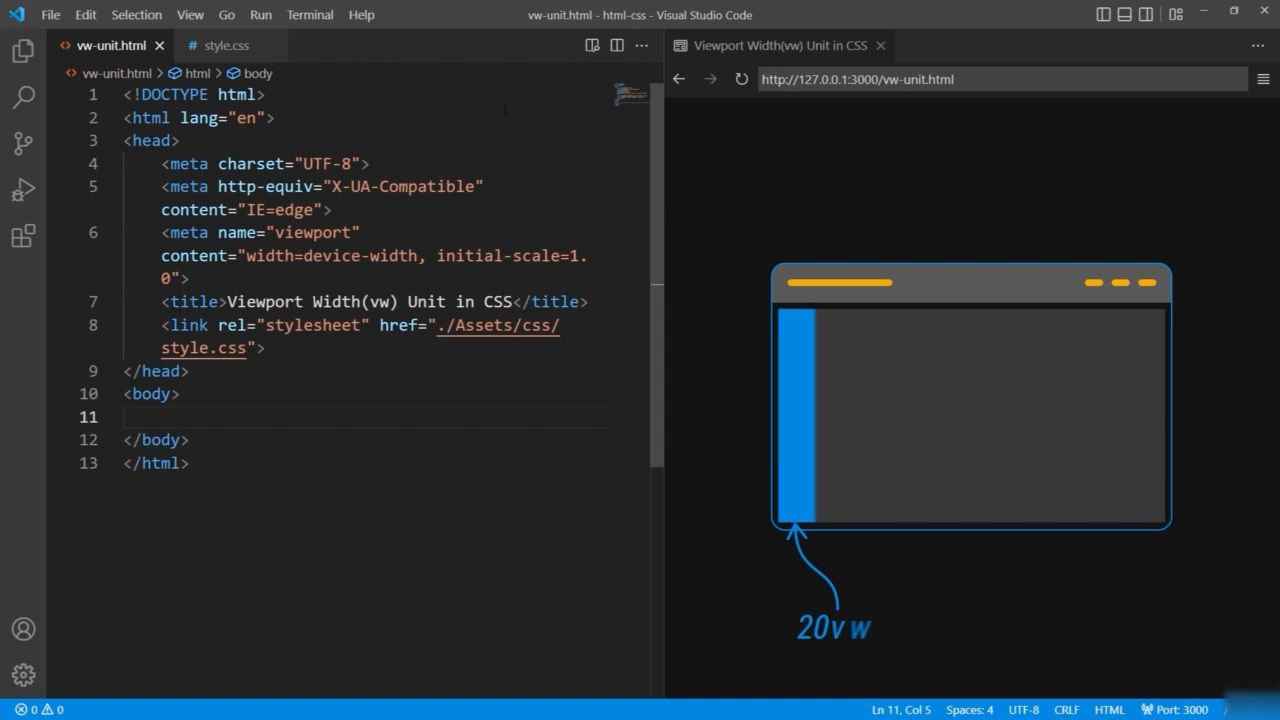 File Edit Selection View Go Run Terminal Help
vw-unit.html - html-css - Visual Studio Code
vw-unit.html
# style.css
vw-unit.html > html > body
1 <!DOCTYPE html>
2 <html lang="en">
3 <head>
4 <meta charset="UTF-8">
5 <meta http-equiv="X-UA-Compatible"
content="IE=edge">
6 <meta name="viewport"
content="width=device-width, initial-scale=1.
0">
7 <title>Viewport Width(vw) Unit in CSS</title>
8 <link rel="stylesheet" href="./Assets/css/
style.css">
9 </head>
10 <body>
11
12 </body>
13 </html>
Viewport Width(vw) Unit in CSS
http://127.0.0.1:3000/vw-unit.html
20vw
0 0
Ln 11, Col 5 Spaces: 4 UTF-8 CRLF HTML Port: 3000